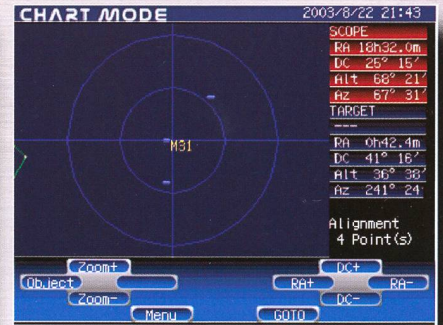 CHART MODE 2003/8/22 21:43
SCOPE
RA 18h32.0m
DC 25° 15′
Alt 68° 21′
Az 67° 31′
TARGET
---
RA 0h42.4m
DC 41° 16′
Alt 36° 38′
Az 241° 24′
M31
Alignment
4 Point(s)
Zoom+ DC+
Object RA+ RA-
Zoom- DC-
Menu GOTO